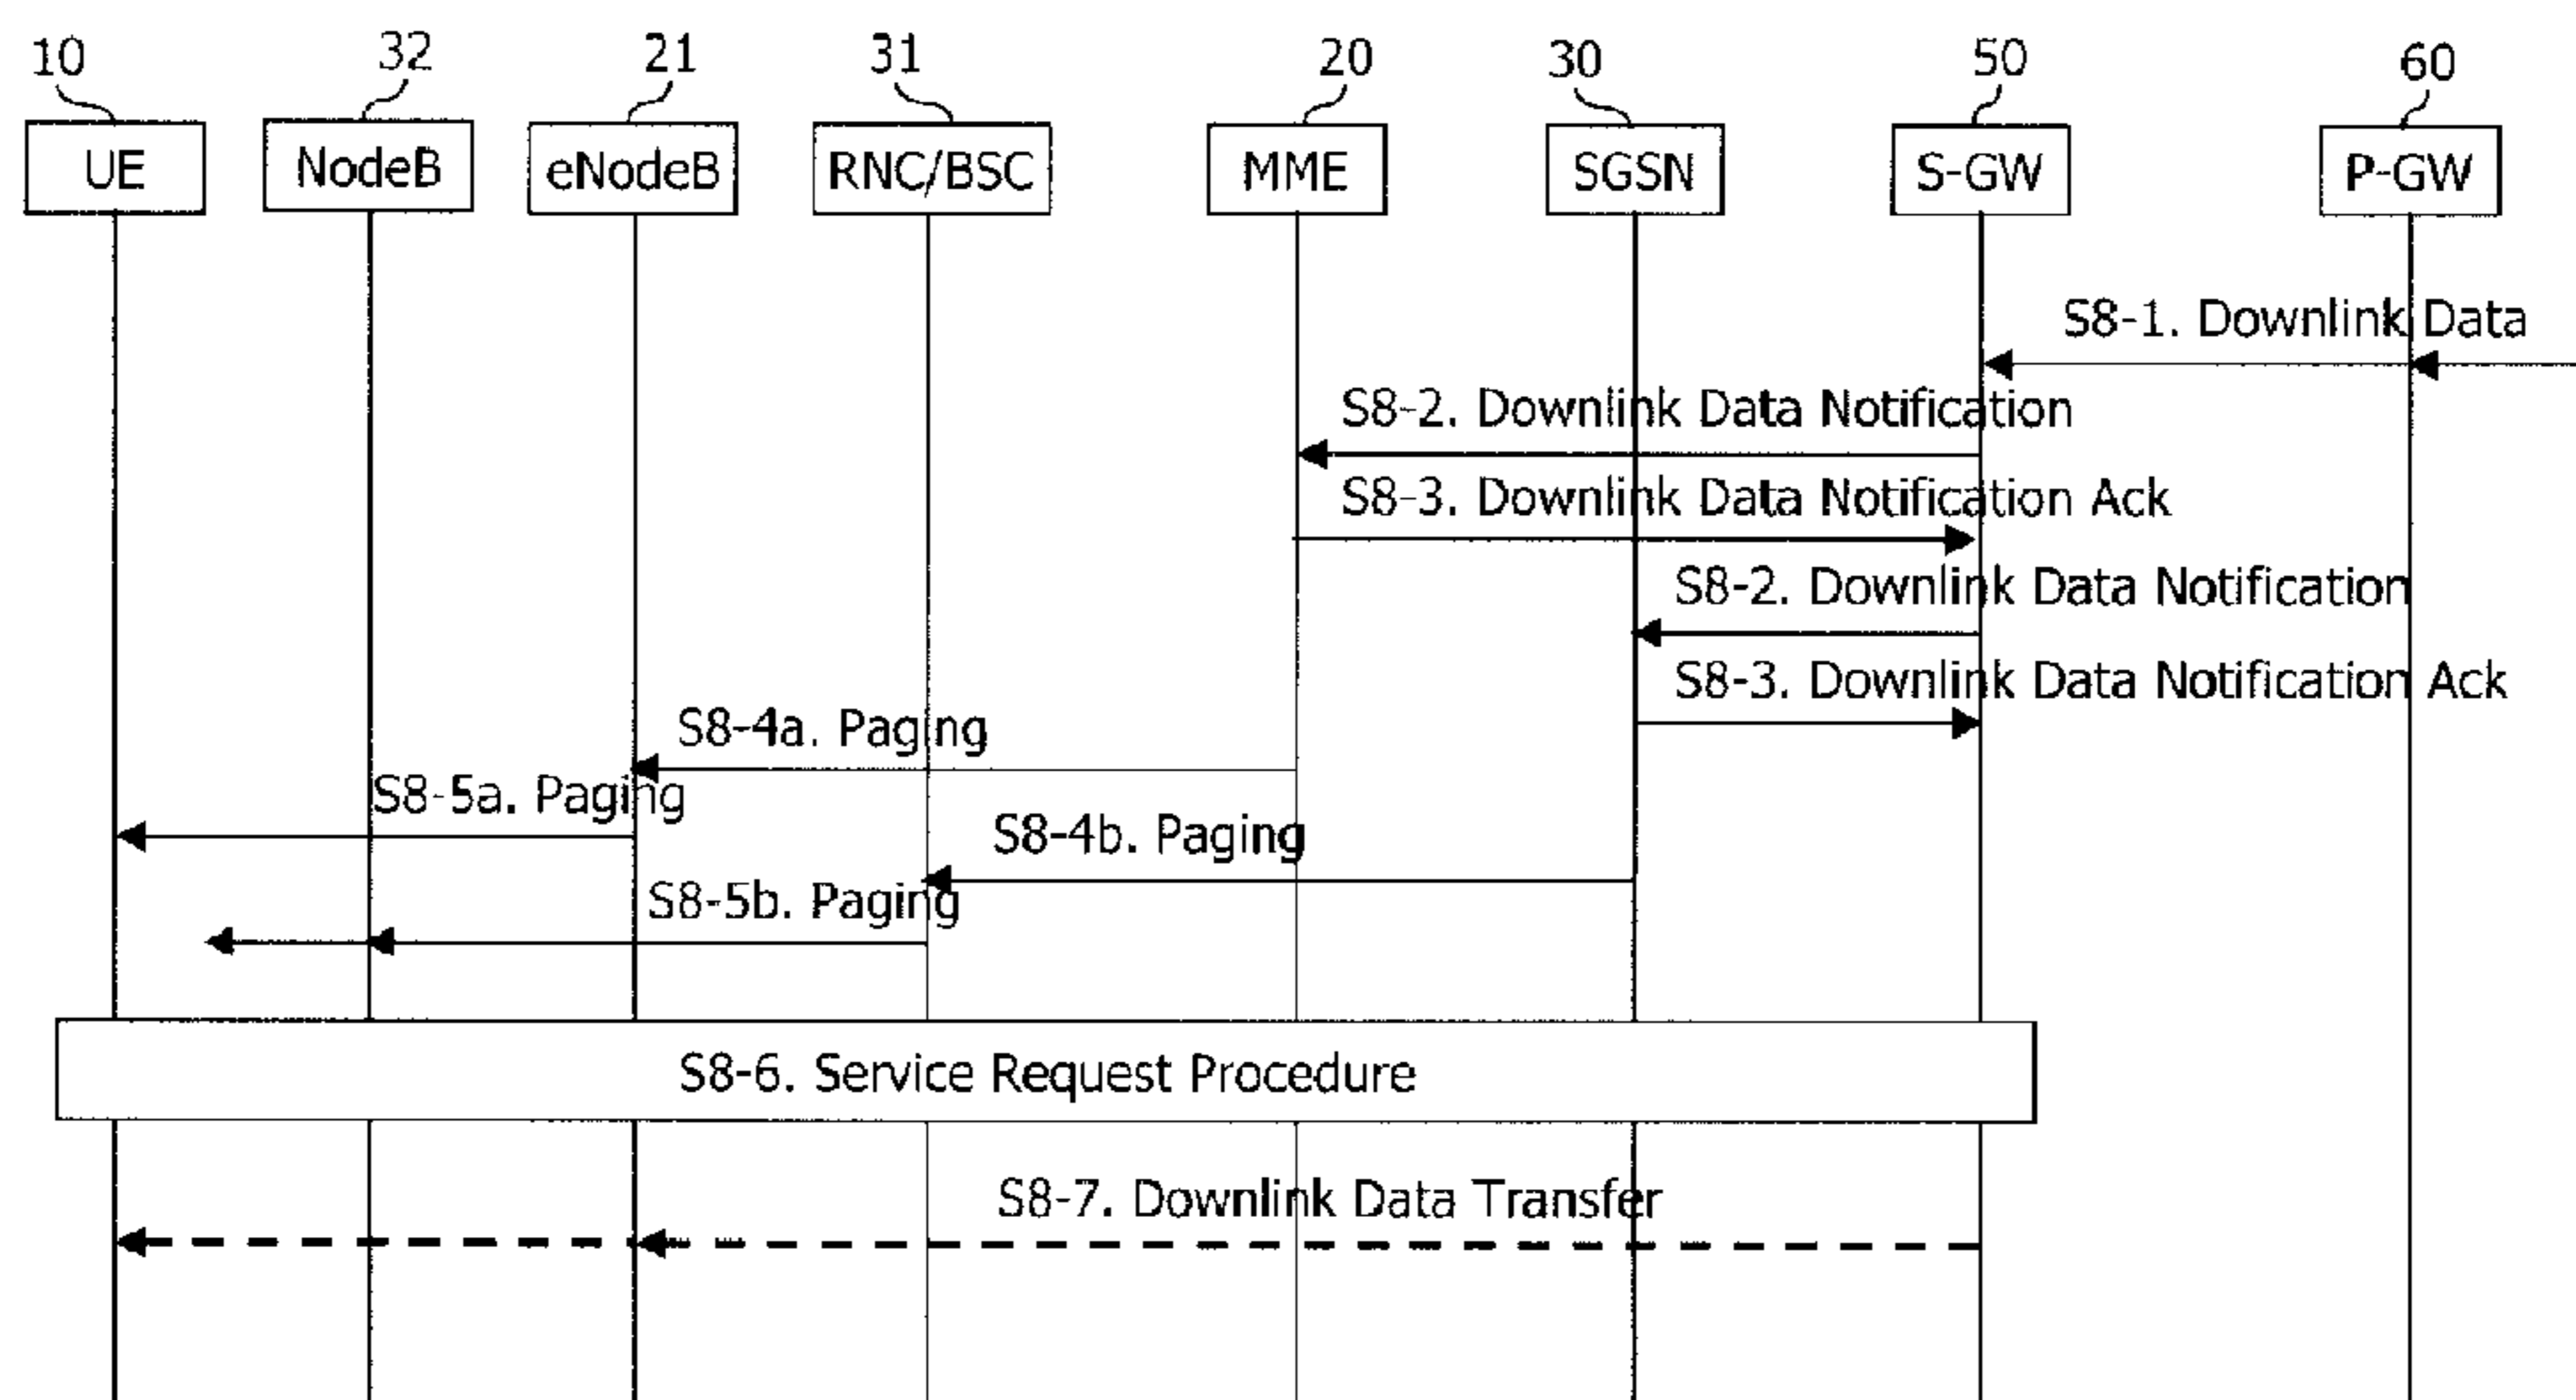 10 32 21 31 20 30 50 60
UE NodeB eNodeB RNC/BSC MME SGSN S-GW P-GW
S8-1. Downlink Data
S8-2. Downlink Data Notification
S8-3. Downlink Data Notification Ack
S8-2. Downlink Data Notification
S8-3. Downlink Data Notification Ack
S8-4a. Paging
S8-5a. Paging
S8-4b. Paging
S8-5b. Paging
S8-6. Service Request Procedure
S8-7. Downlink Data Transfer